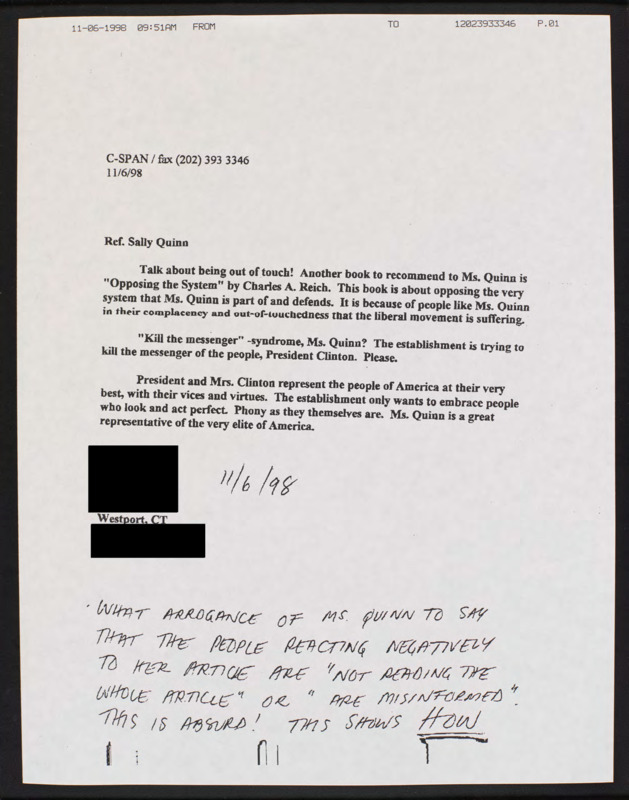 11-06-1998 09:51AM FROM TO 12023933346 P.01
C-SPAN / fax (202) 393 3346
11/6/98
Ref. Sally Quinn
Talk about being out of touch! Another book to recommend to Ms. Quinn is
"Opposing the System" by Charles A. Reich. This book is about opposing the very
system that Ms. Quinn is part of and defends. It is because of people like Ms. Quinn
in their complacency and out-of-touchedness that the liberal movement is suffering.
"Kill the messenger" -syndrome, Ms. Quinn? The establishment is trying to
kill the messenger of the people, President Clinton. Please.
President and Mrs. Clinton represent the people of America at their very
best, with their vices and virtues. The establishment only wants to embrace people
who look and act perfect. Phony as they themselves are. Ms. Quinn is a great
representative of the very elite of America.
11/6/98
Westport, CT
WHAT ARROGANCE OF MS. QUINN TO SAY
THAT THE PEOPLE REACTING NEGATIVELY
TO HER ARTICLE ARE "NOT READING THE
WHOLE ARTICLE" OR "ARE MISINFORMED".
THIS IS ABSURD! THIS SHOWS HOW